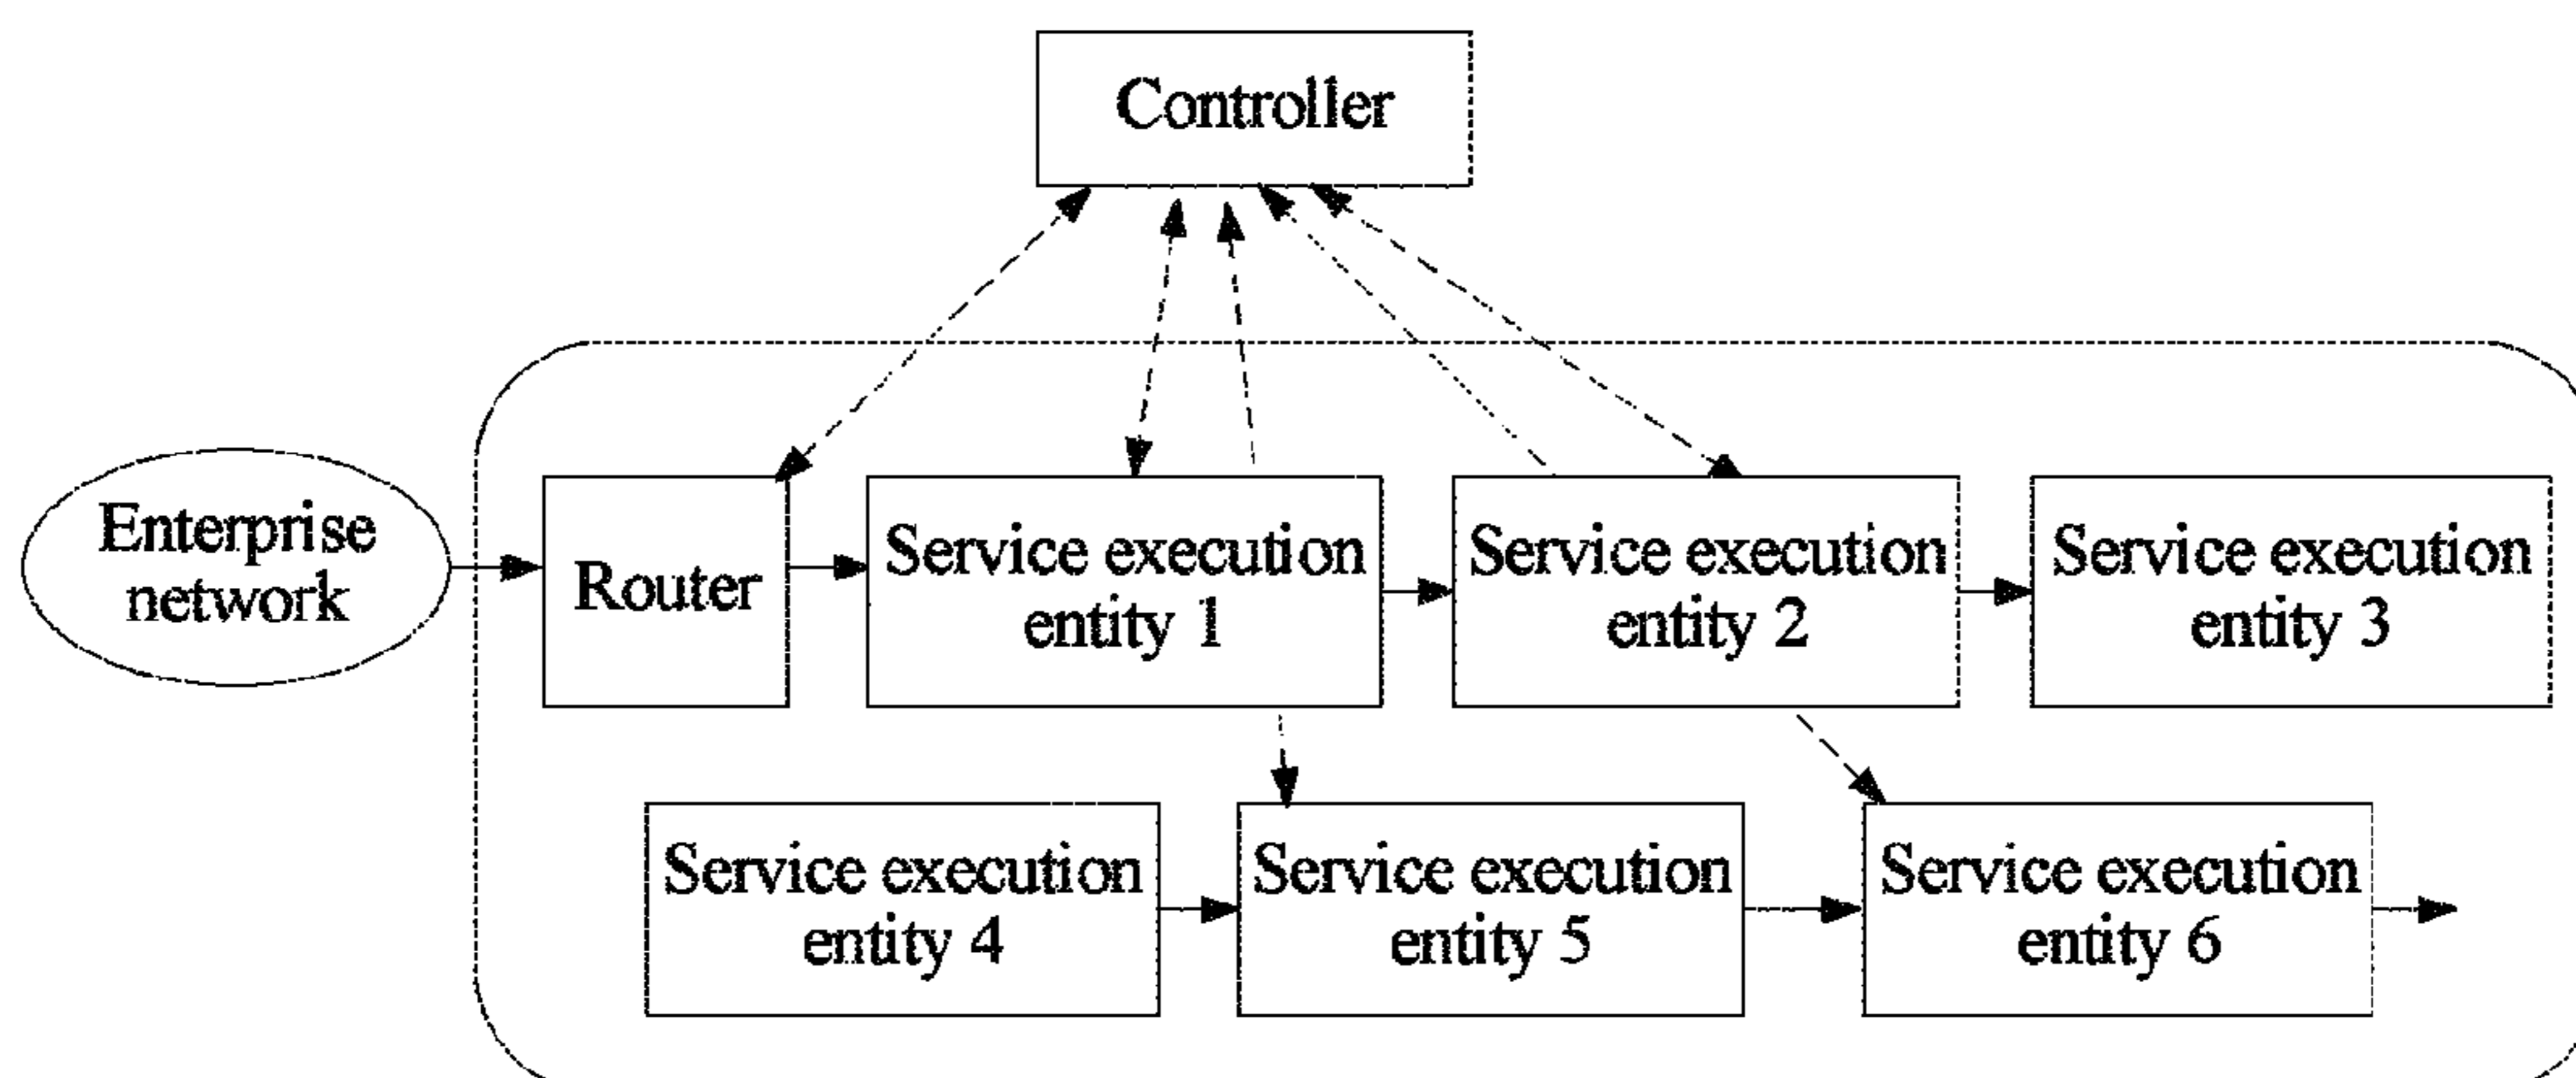 Controller
Enterprise
network
Router
Service execution
entity 1
Service execution
entity 2
Service execution
entity 3
Service execution
entity 4
Service execution
entity 5
Service execution
entity 6